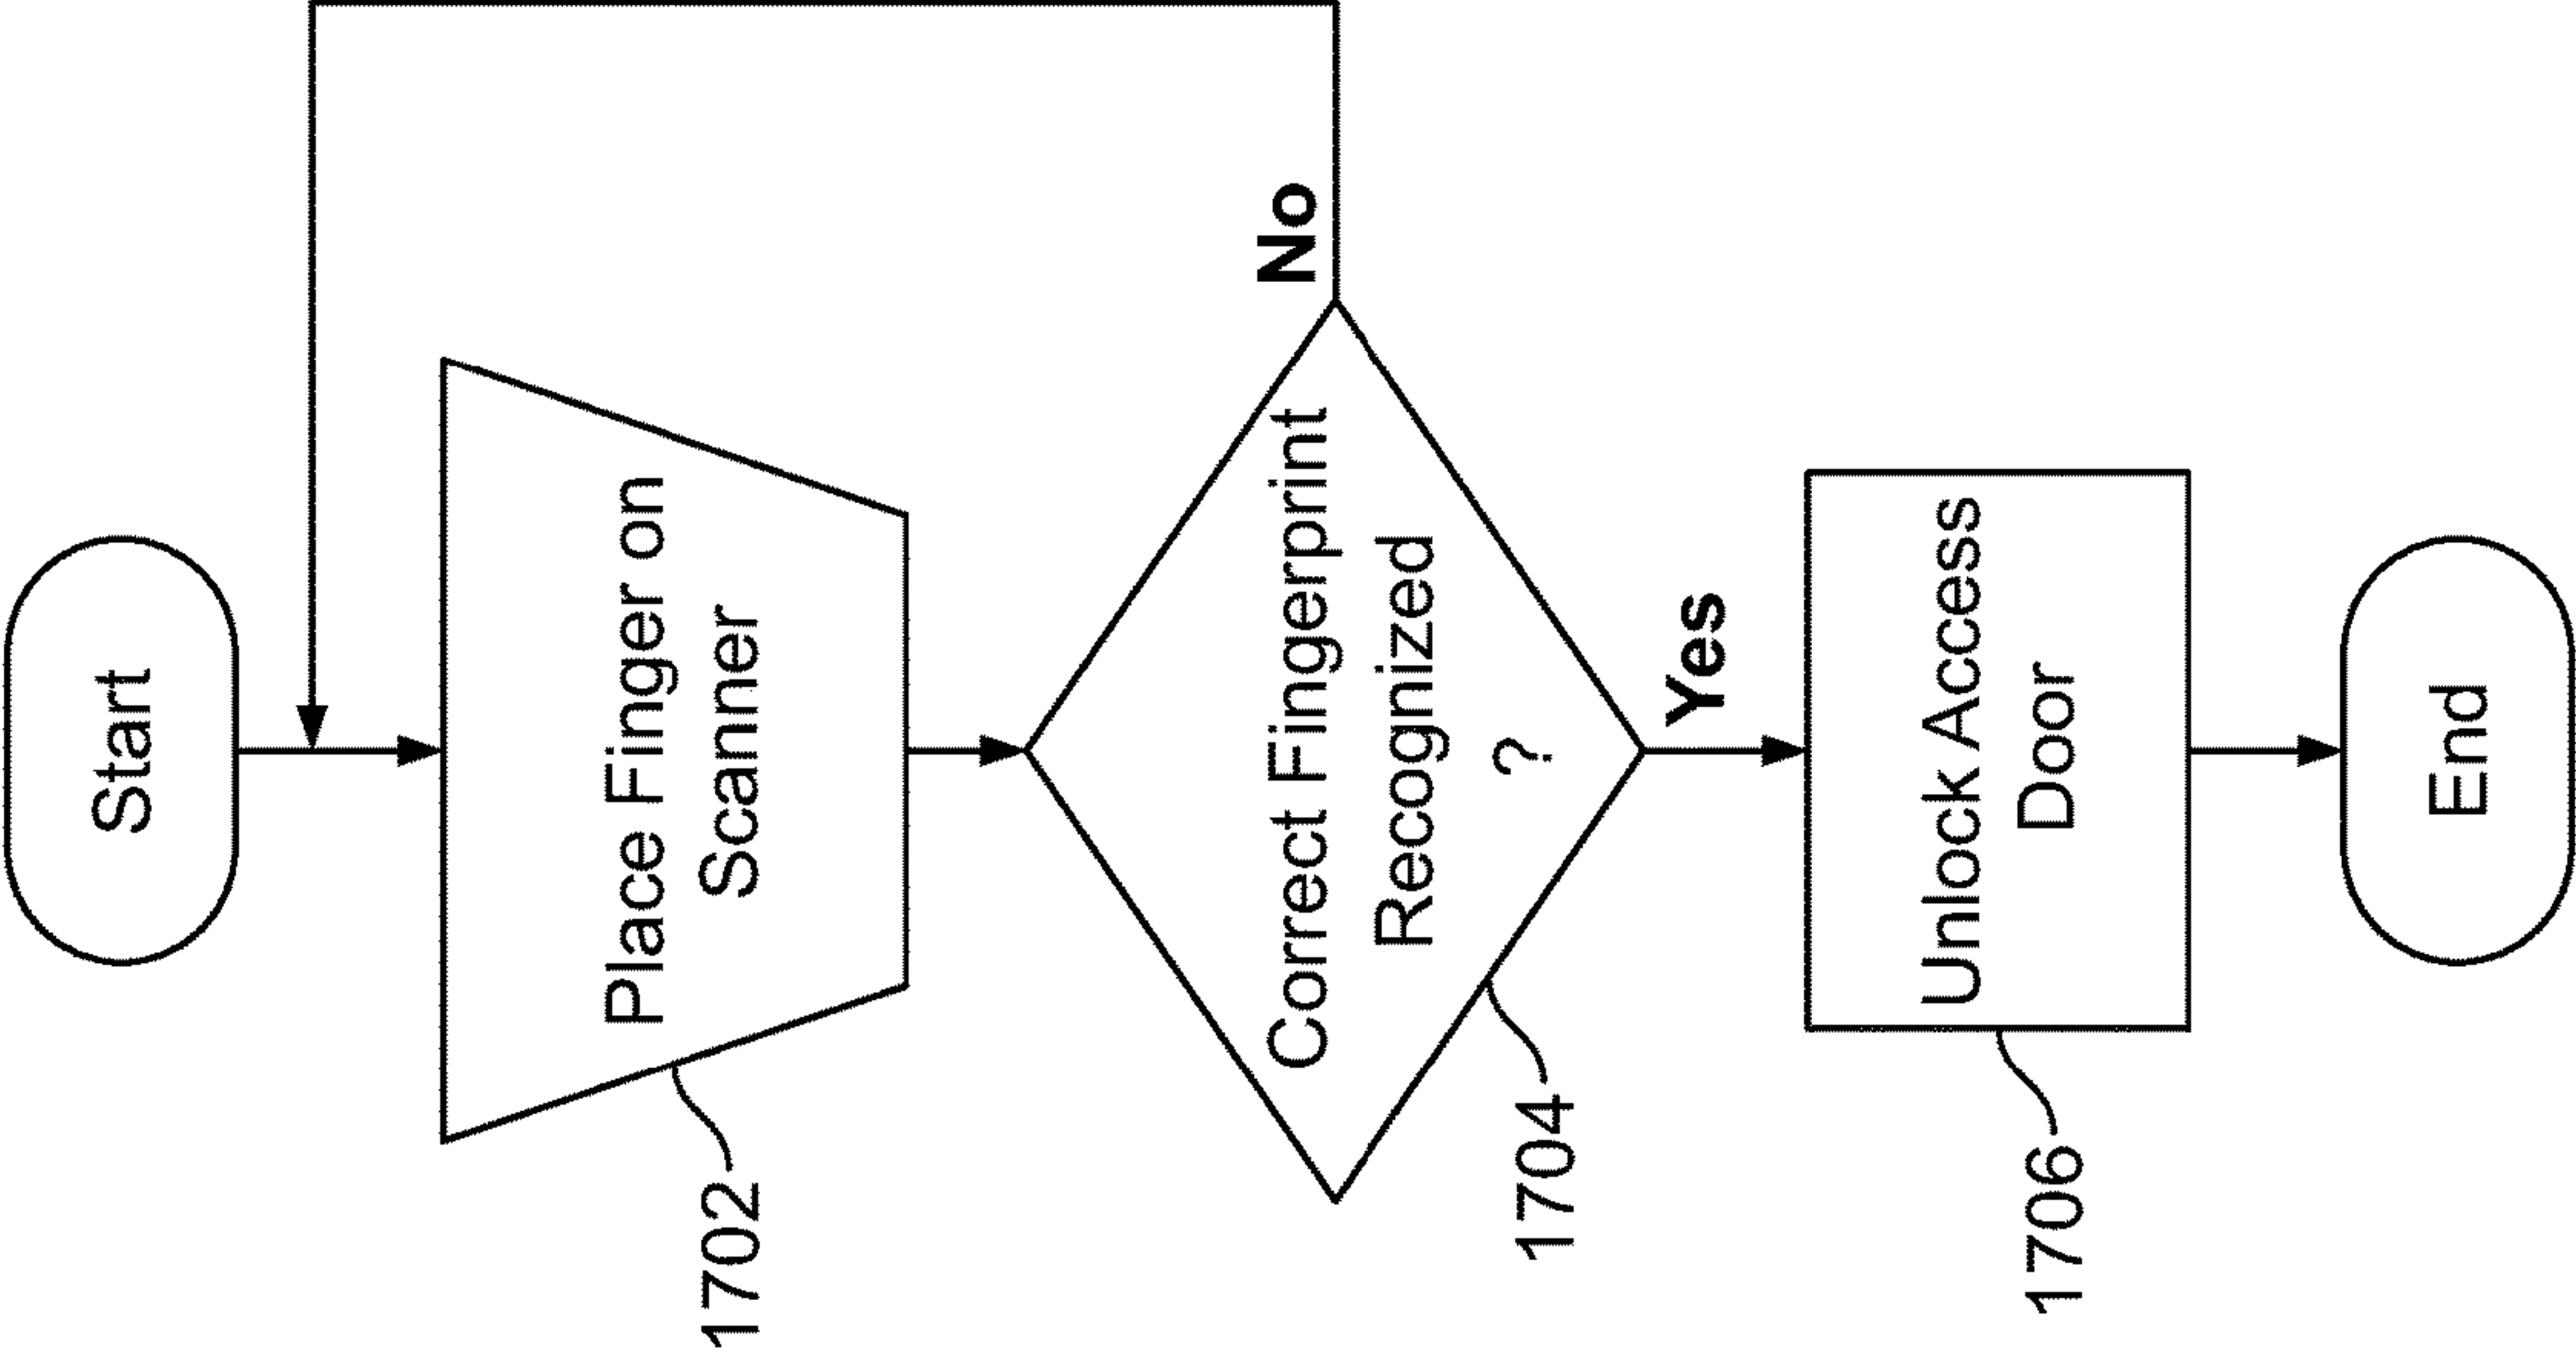 Start
Place Finger on
Scanner
1702
Correct Fingerprint
Recognized
?
No
1704
Yes
Unlock Access
Door
1706
End